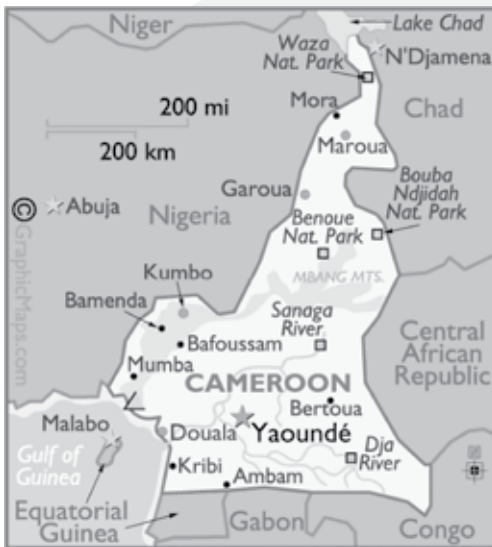 Niger
Lake Chad
Waza
Nat. Park
N'Djamena
200 mi
200 km
Mora
Chad
Maroua
Garoua
Bouba
Ndjidah
Nat. Park
Abuja
Nigeria
Benoue
Nat. Park
© GraphicMaps.com
Kumbo
MBANG MTS.
Bamenda
Sanaga
River
Bafoussam
Central
African
Republic
Mumba
CAMEROON
Bertoua
Malabo
Douala
Yaoundé
Gulf of
Guinea
Dja
River
Kribi
Ambam
Equatorial
Guinea
Gabon
Congo